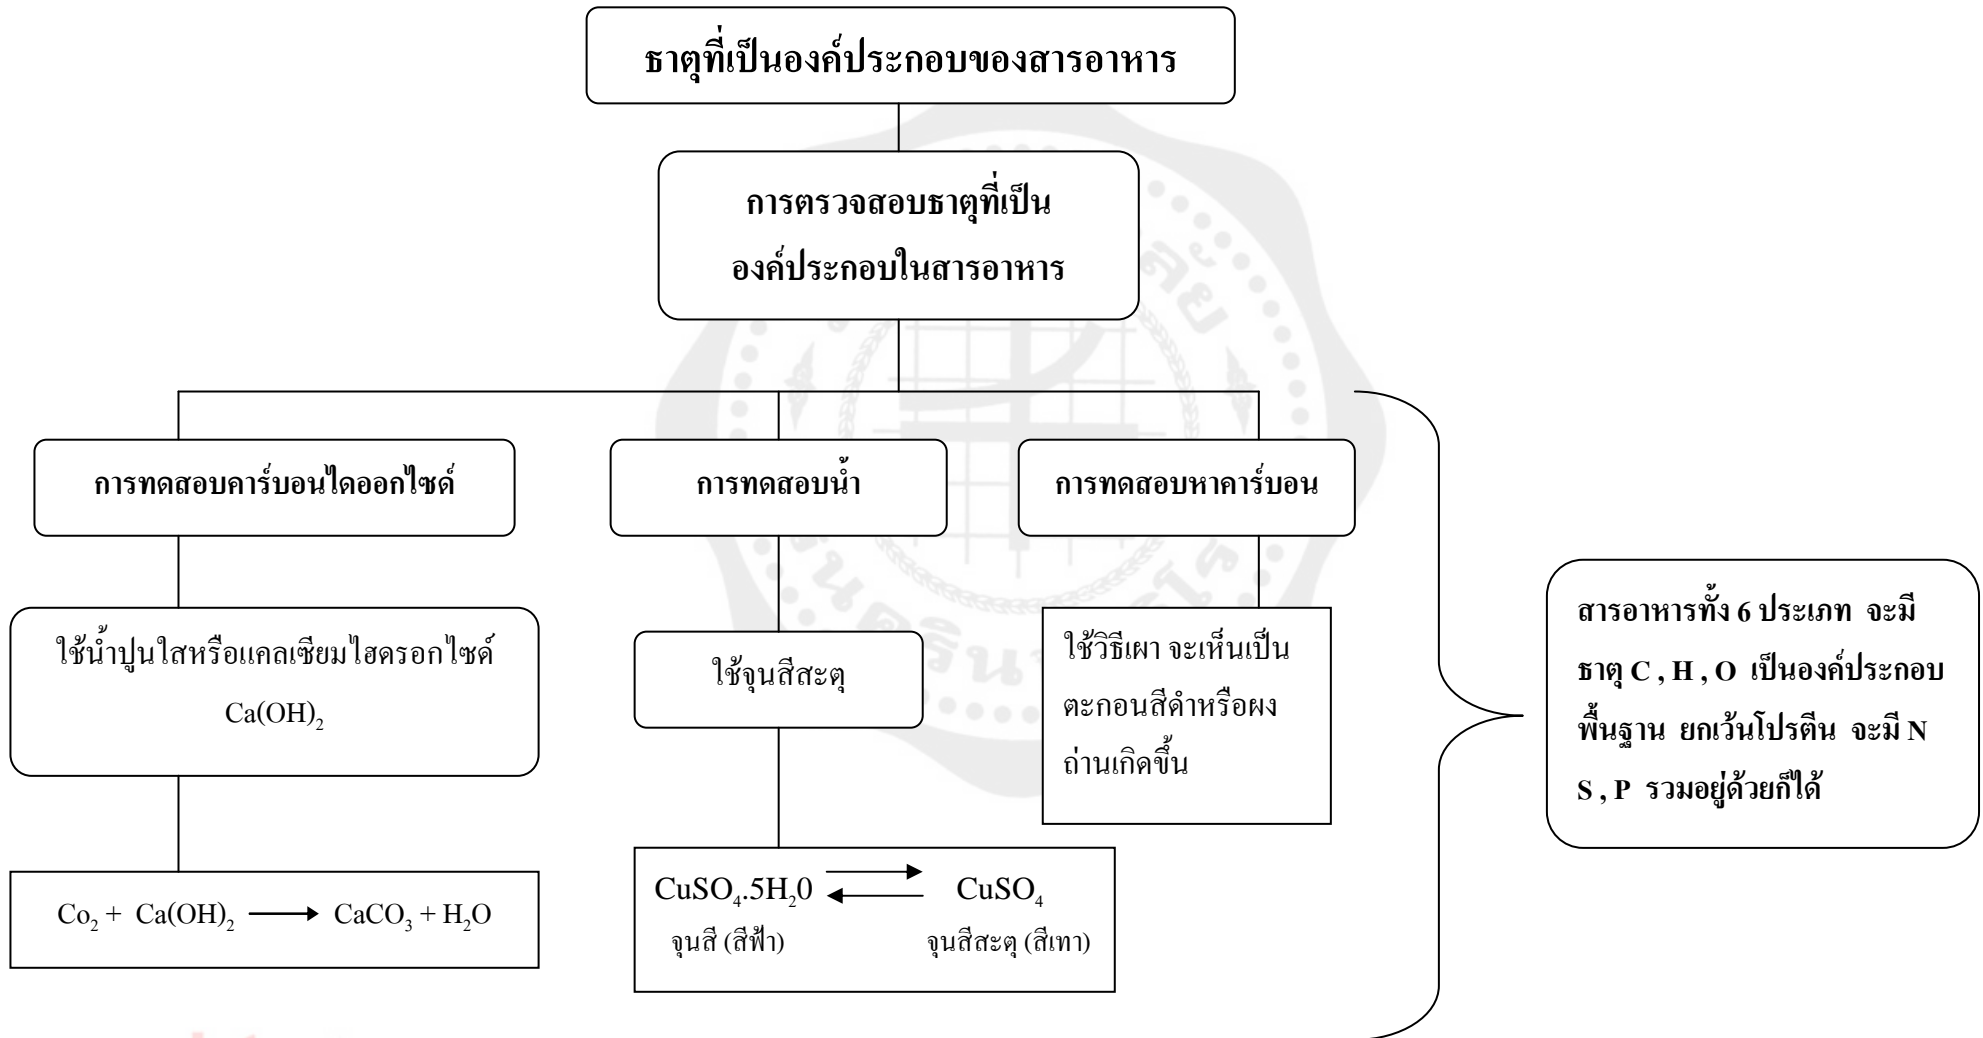 ธาตุที่เป็นองค์ประกอบของสารอาหาร
การตรวจสอบธาตุที่เป็น
องค์ประกอบในสารอาหาร
การทดสอบคาร์บอนไดออกไซด์
การทดสอบน้ำ
การทดสอบหาคาร์บอน
ใช้น้ำปูนใสหรือแคลเซียมไฮดรอกไซด์
Ca(OH)₂
ใช้จุนสีสะตุ
ใช้วิธีเผา จะเห็นเป็น
ตะกอนสีดำหรือผง
ถ่านเกิดขึ้น
Co₂ + Ca(OH)₂ ⟶ CaCO₃ + H₂O
CuSO₄.5H₂0 ⇄ CuSO₄
จุนสี (สีฟ้า) จุนสีสะตุ (สีเทา)
สารอาหารทั้ง 6 ประเภท จะมี
ธาตุ C , H , O เป็นองค์ประกอบ
พื้นฐาน ยกเว้นโปรตีน จะมี N
S , P รวมอยู่ด้วยก็ได้